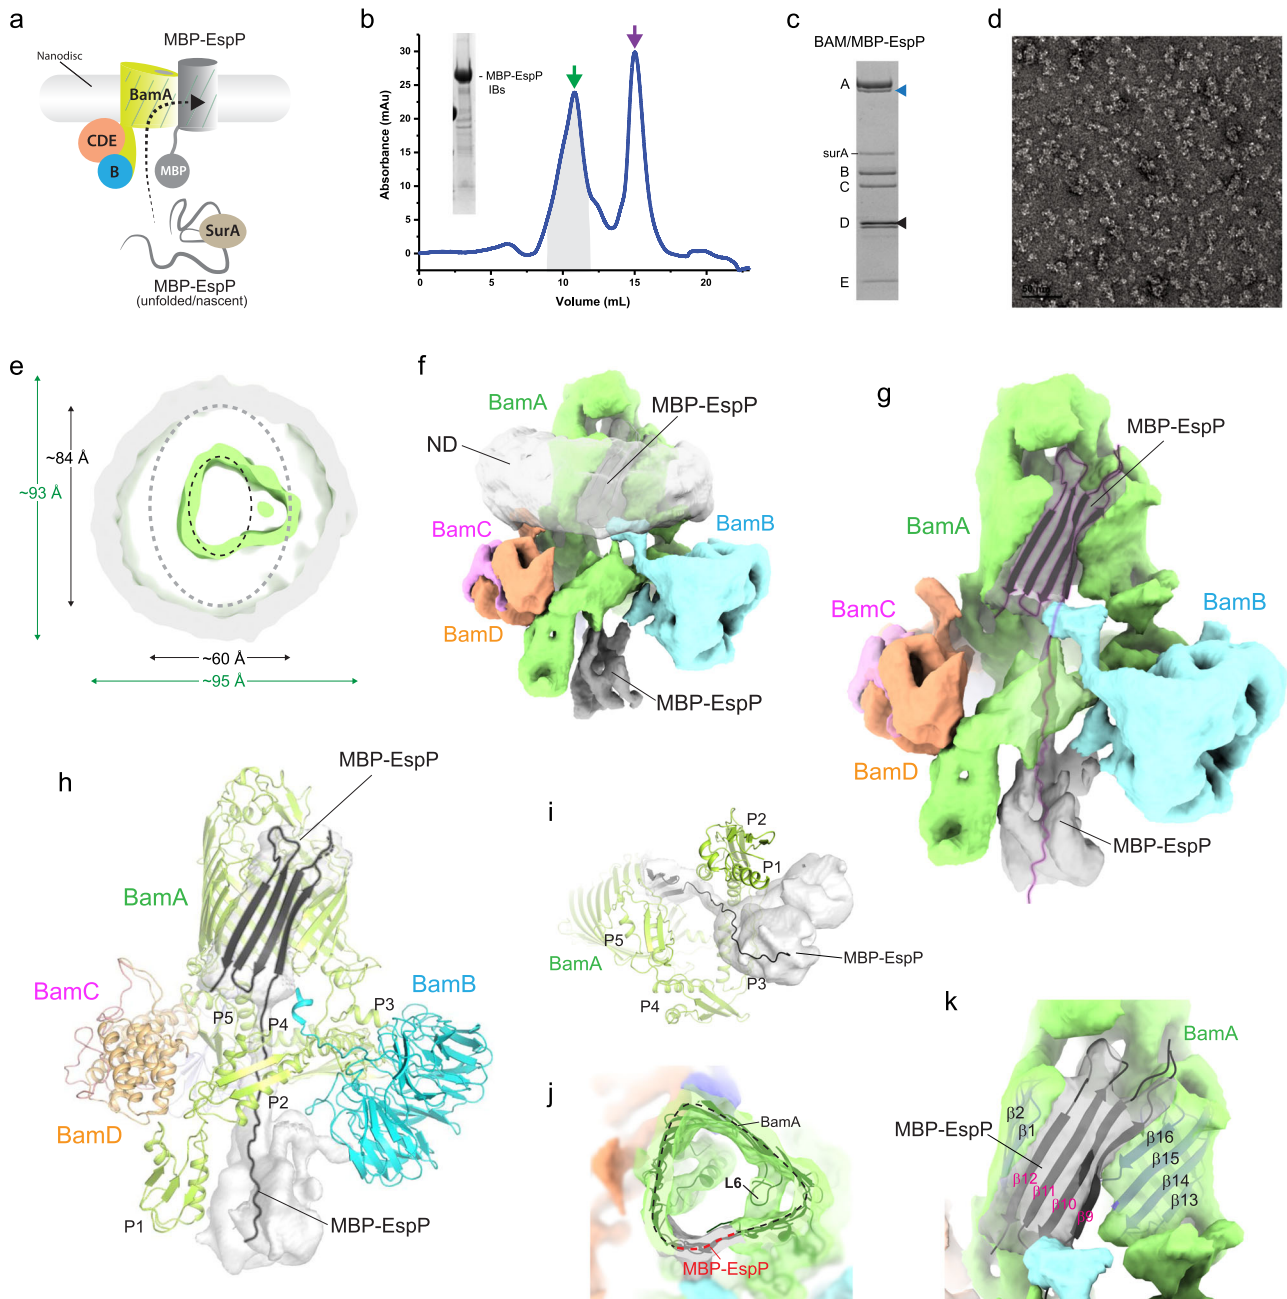 a
MBP-EspP
Nanodisc
BamA
CDE
B
MBP
SurA
MBP-EspP
(unfolded/nascent)
b
Absorbance (mAu)
30
25
20
15
10
5
0
0
5
10
15
20
Volume (mL)
- MBP-EspP
IBs
c
BAM/MBP-EspP
A
surA
B
C
D
E
d
50 nm
e
~93 Å
~84 Å
~60 Å
~95 Å
f
BamA
MBP-EspP
ND
BamC
BamB
BamD
MBP-EspP
g
MBP-EspP
BamA
BamC
BamB
BamD
MBP-EspP
h
MBP-EspP
BamA
BamC
BamB
P3
P5
P4
P2
BamD
P1
MBP-EspP
i
P2
P1
P5
BamA
MBP-EspP
P3
P4
j
BamA
L6
MBP-EspP
k
BamA
β2
β1
MBP-EspP
β16
β15
β14
β13
β12
β11
β10
β9